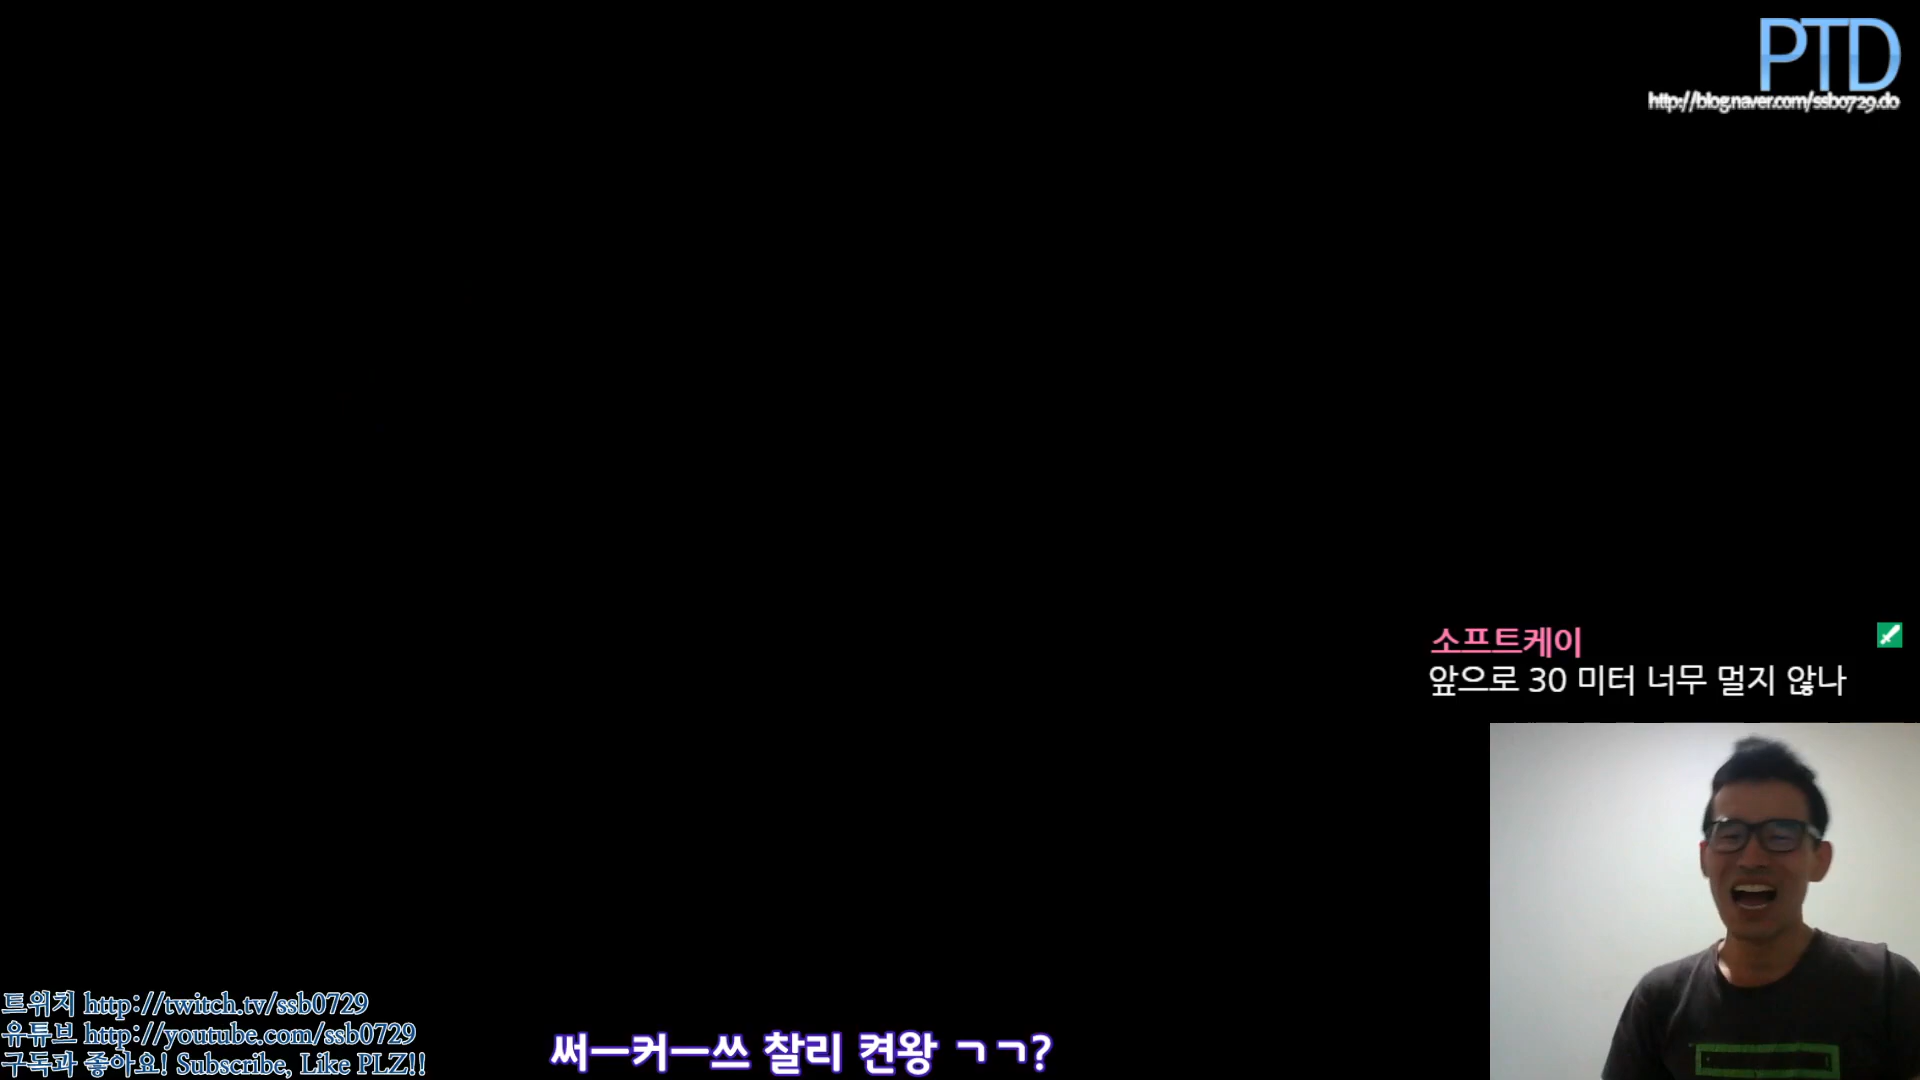 PTD
http://blog.naver.com/ssb0729.do
소프트케이
앞으로 30 미터 너무 멀지 않나
트위치 http://twitch.tv/ssb0729
유튜브 http://youtube.com/ssb0729
구독과 좋아요! Subscribe, Like PLZ!!
써ㅡ커ㅡ쓰 찰리 켠왕 ㄱㄱ?